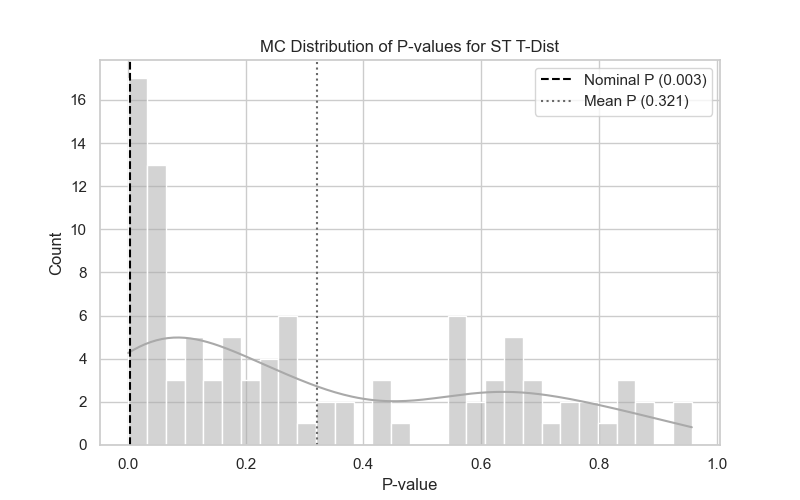 MC Distribution of P-values for ST T-Dist
Nominal P (0.003)
Mean P (0.321)
Count
16
14
12
10
8
6
4
2
0
0.0 0.2 0.4 0.6 0.8 1.0
P-value